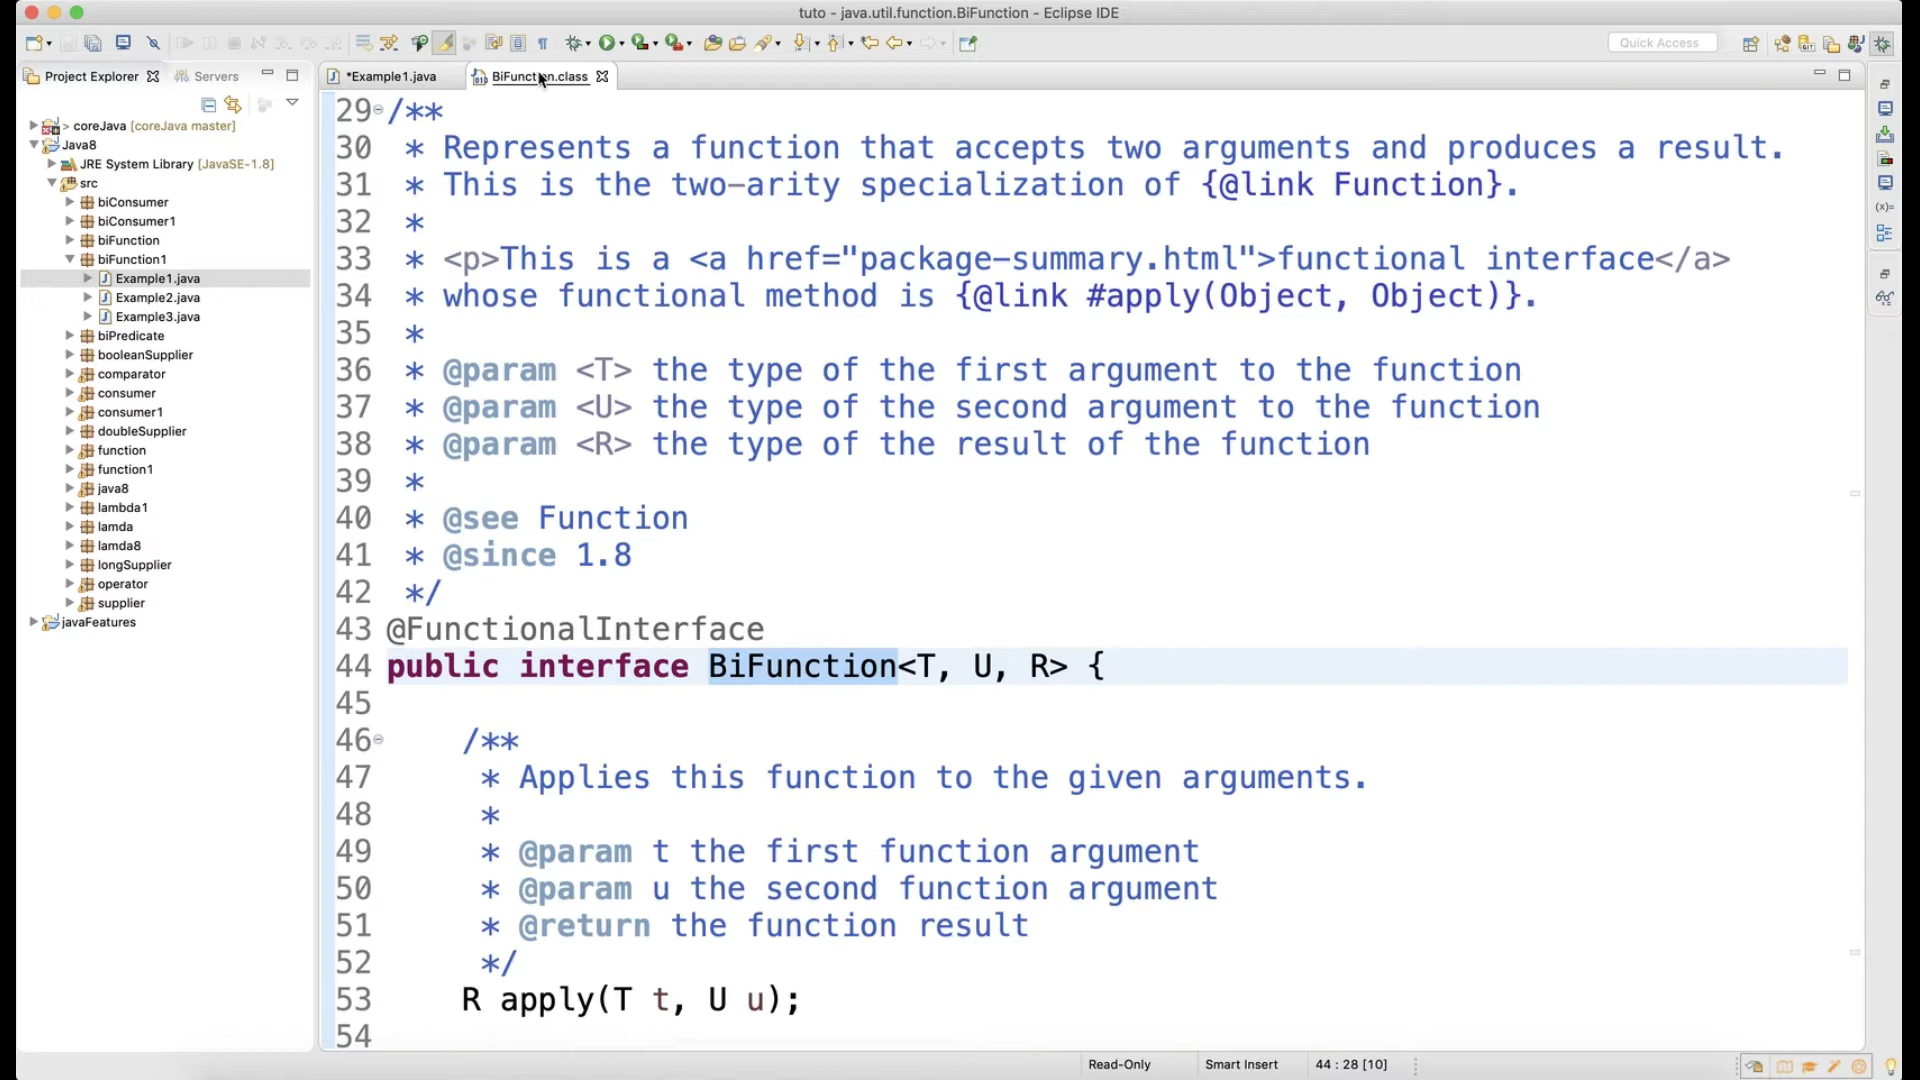 tuto - java.util.function.BiFunction - Eclipse IDE
Quick Access
Project Explorer
Servers
*Example1.java
BiFunction.class
> coreJava [coreJava master]
Java8
JRE System Library [JavaSE-1.8]
src
biConsumer
biConsumer1
biFunction
biFunction1
Example1.java
Example2.java
Example3.java
biPredicate
booleanSupplier
comparator
consumer
consumer1
doubleSupplier
function
function1
java8
lambda1
lamda
lamda8
longSupplier
operator
supplier
javaFeatures
29 /**
30 * Represents a function that accepts two arguments and produces a result.
31 * This is the two-arity specialization of {@link Function}.
32 *
33 * <p>This is a <a href="package-summary.html">functional interface</a>
34 * whose functional method is {@link #apply(Object, Object)}.
35 *
36 * @param <T> the type of the first argument to the function
37 * @param <U> the type of the second argument to the function
38 * @param <R> the type of the result of the function
39 *
40 * @see Function
41 * @since 1.8
42 */
43 @FunctionalInterface
44 public interface BiFunction<T, U, R> {
45
46 /**
47 * Applies this function to the given arguments.
48 *
49 * @param t the first function argument
50 * @param u the second function argument
51 * @return the function result
52 */
53 R apply(T t, U u);
54
(x)=
Read-Only
Smart Insert
44 : 28 [10]